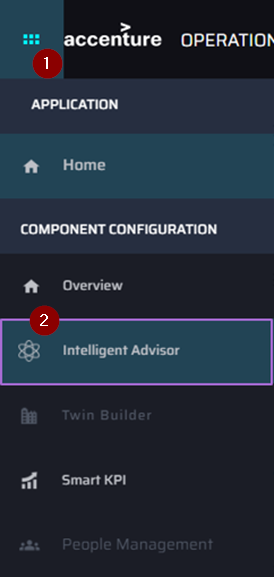 1
accenture OPERATION
APPLICATION
Home
COMPONENT CONFIGURATION
Overview
2
Intelligent Advisor
Twin Builder
Smart KPI
People Management